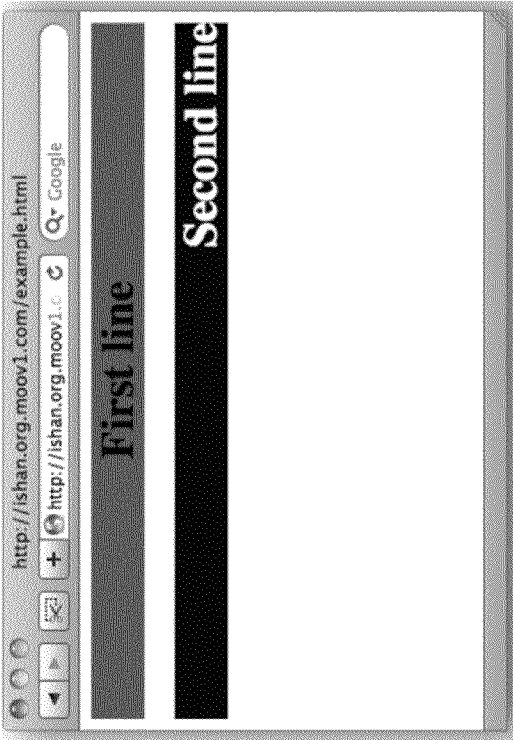 http://ishan.org.moov1.com/example.html
http://ishan.org.moov1.c
Google
First line
Second line